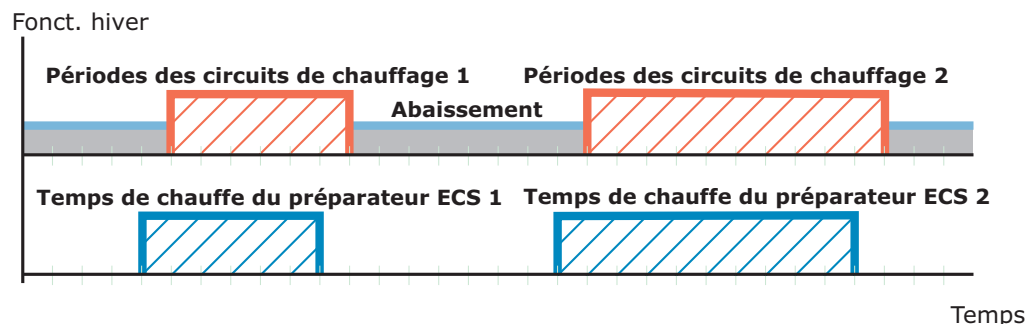 Fonct. hiver
Périodes des circuits de chauffage 1
Périodes des circuits de chauffage 2
Abaissement
Temps de chauffe du préparateur ECS 1
Temps de chauffe du préparateur ECS 2
Temps